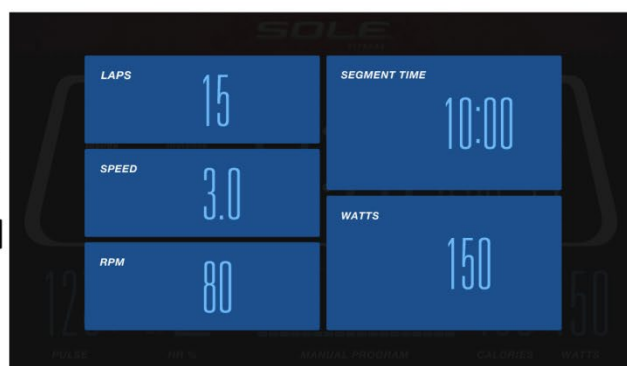 SOLE
LAPS
15
SPEED
3.0
RPM
80
SEGMENT TIME
10:00
WATTS
150
PULSE
HR %
MANUAL PROGRAM
CALORIES
WATTS